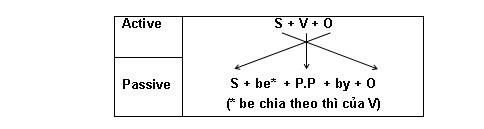 Active
S + V + O
Passive
S + be* + P.P + by + O
(* be chia theo thì của V)